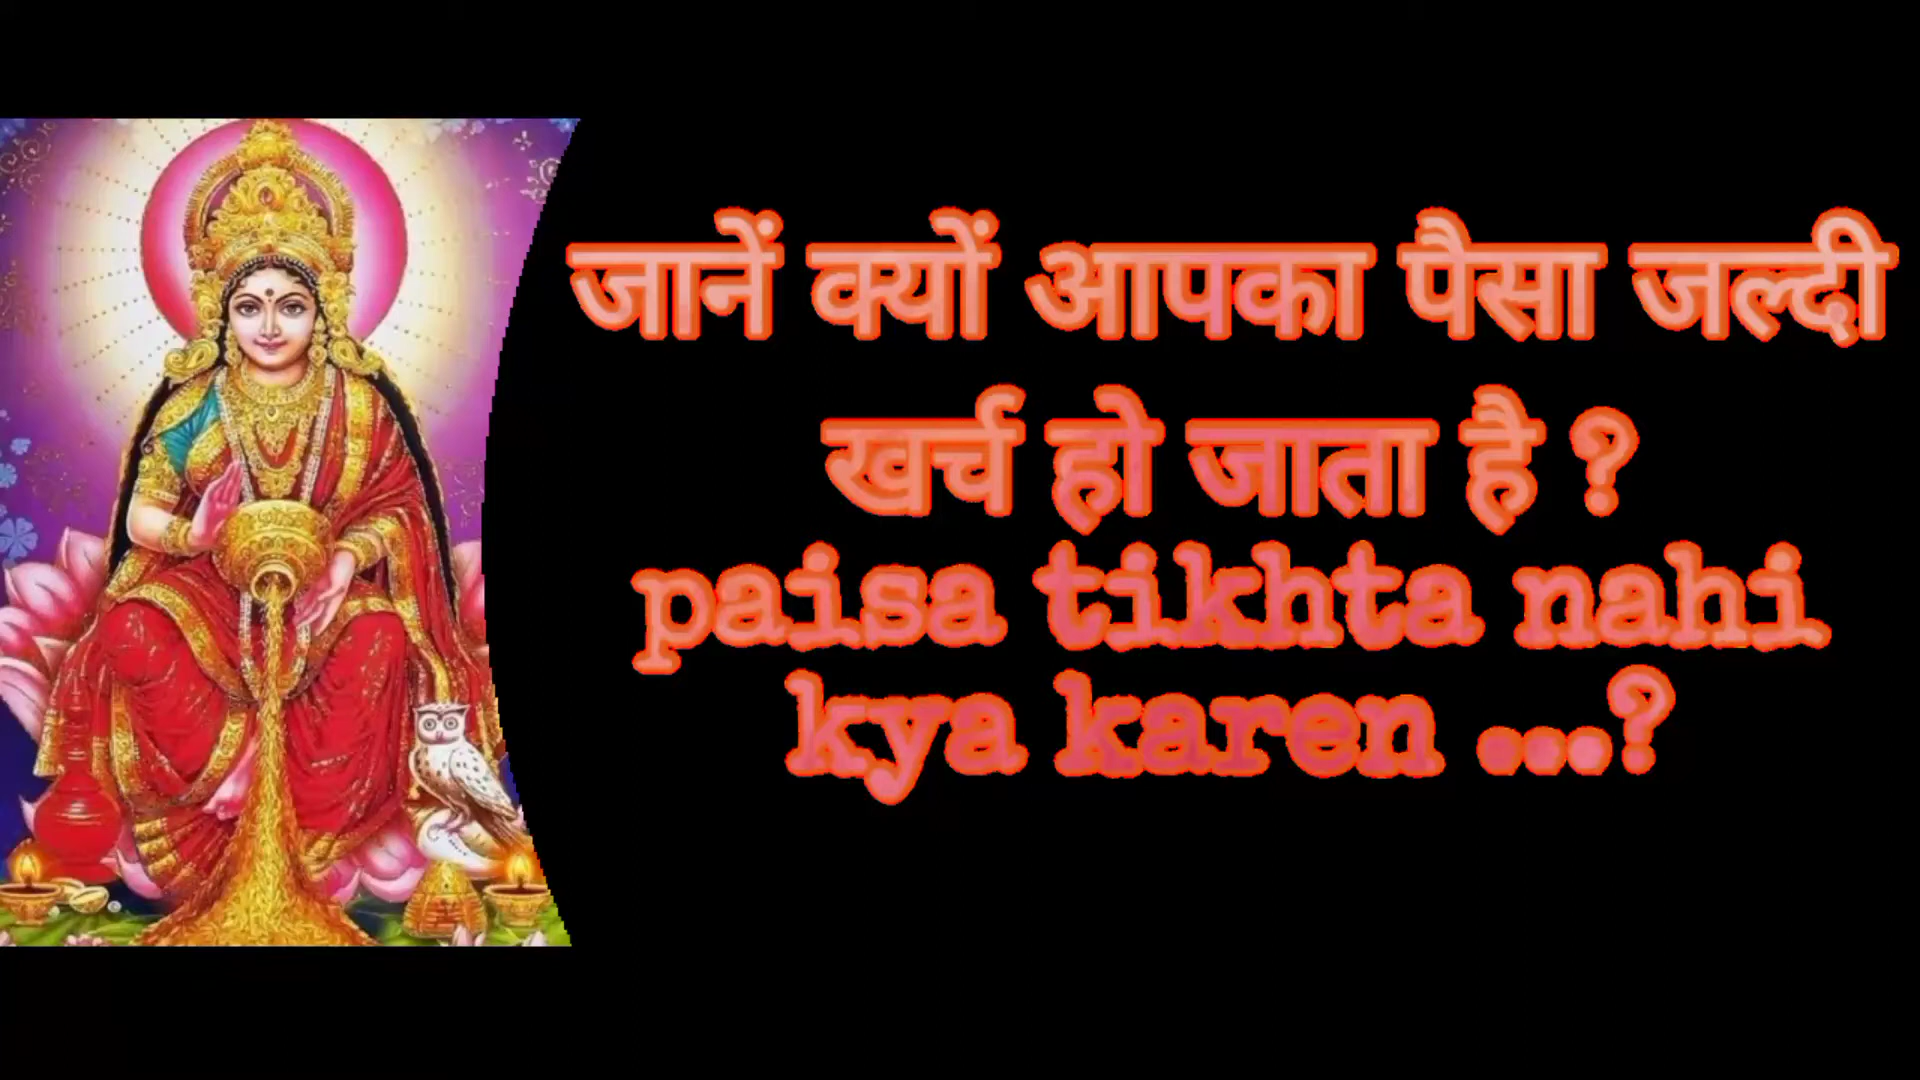 जानें क्यों आपका पैसा जल्दी
खर्च हो जाता है ?
paisa tikhta nahi
kya karen ...?